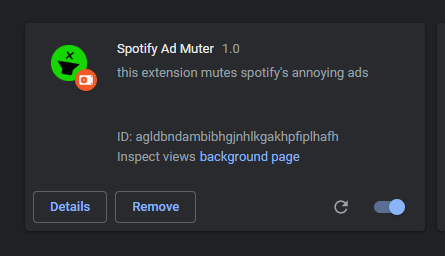 Spotify Ad Muter 1.0
this extension mutes spotify's annoying ads
ID: agldbndambibhgjnhlkgakhpfiplhafh
Inspect views background page
Details Remove